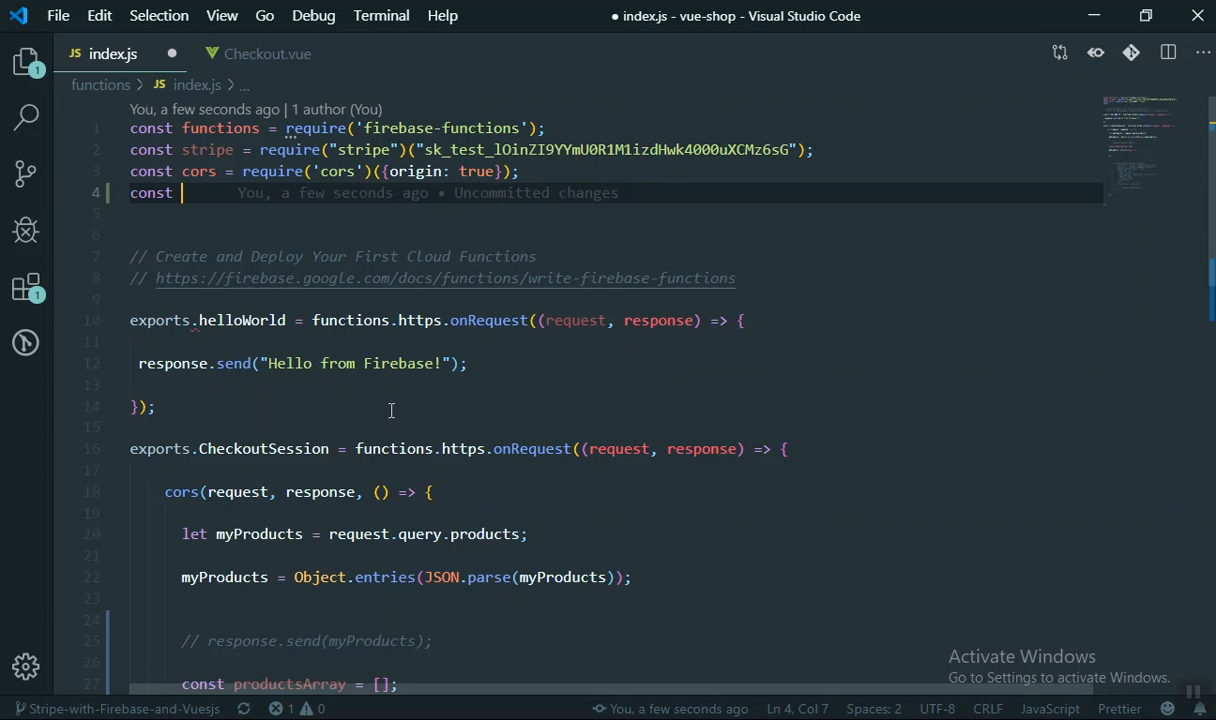 File Edit Selection View Go Debug Terminal Help
● index.js - vue-shop - Visual Studio Code
JS index.js ● Checkout.vue
functions > JS index.js > ...
You, a few seconds ago | 1 author (You)
1 const functions = require('firebase-functions');
2 const stripe = require("stripe")("sk_test_lOinZI9YYmU0R1M1izdHwk4000uXCMz6sG");
3 const cors = require('cors')({origin: true});
4 const You, a few seconds ago • Uncommitted changes
5
6
7 // Create and Deploy Your First Cloud Functions
8 // https://firebase.google.com/docs/functions/write-firebase-functions
9
10 exports.helloWorld = functions.https.onRequest((request, response) => {
11
12 response.send("Hello from Firebase!");
13
14 });
15
16 exports.CheckoutSession = functions.https.onRequest((request, response) => {
17
18 cors(request, response, () => {
19
20 let myProducts = request.query.products;
21
22 myProducts = Object.entries(JSON.parse(myProducts));
23
24
25 // response.send(myProducts);
26
27 const productsArray = [];
1
1
Activate Windows
Go to Settings to activate Windows.
Stripe-with-Firebase-and-Vuesjs 1 0 You, a few seconds ago Ln 4, Col 7 Spaces: 2 UTF-8 CRLF JavaScript Prettier